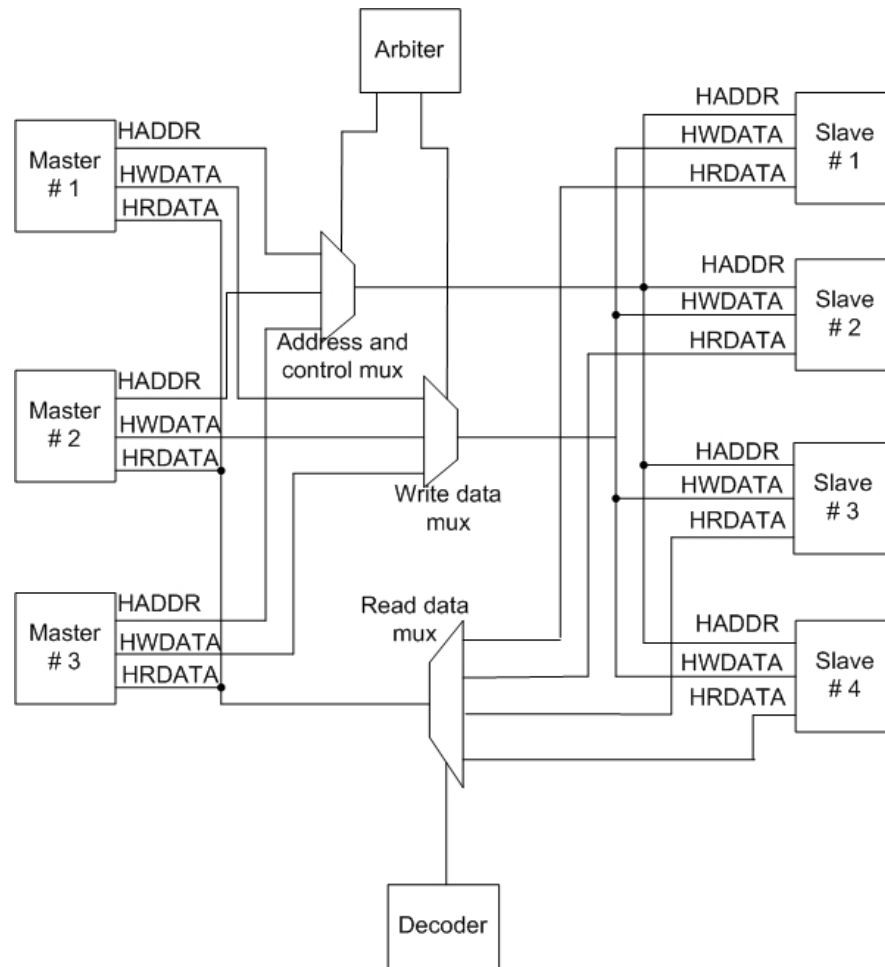 Arbiter
Master
# 1
HADDR
HWDATA
HRDATA
HADDR
HWDATA
HRDATA
Slave
# 1
Address and
control mux
HADDR
HWDATA
HRDATA
Slave
# 2
Master
# 2
HADDR
HWDATA
HRDATA
Write data
mux
HADDR
HWDATA
HRDATA
Slave
# 3
Master
# 3
HADDR
HWDATA
HRDATA
Read data
mux
HADDR
HWDATA
HRDATA
Slave
# 4
Decoder